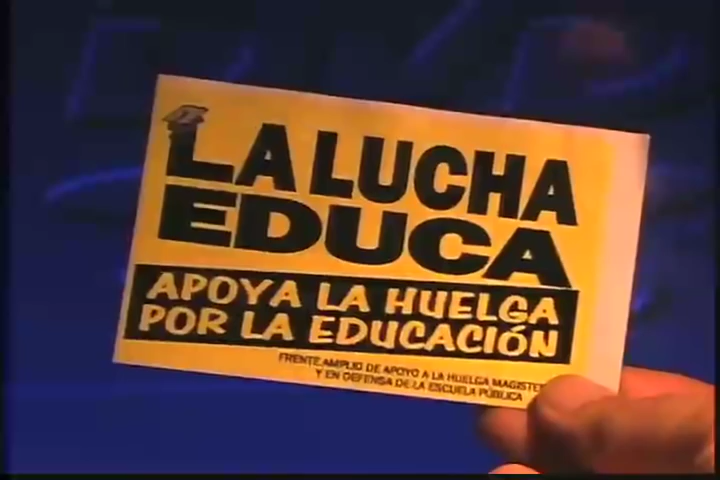 LA LUCHA
EDUCA
APOYA LA HUELGA
POR LA EDUCACIÓN
FRENTE AMPLIO DE APOYO A LA HUELGA
Y EN DEFENSA DE LA ESCUELA PÚBLICA